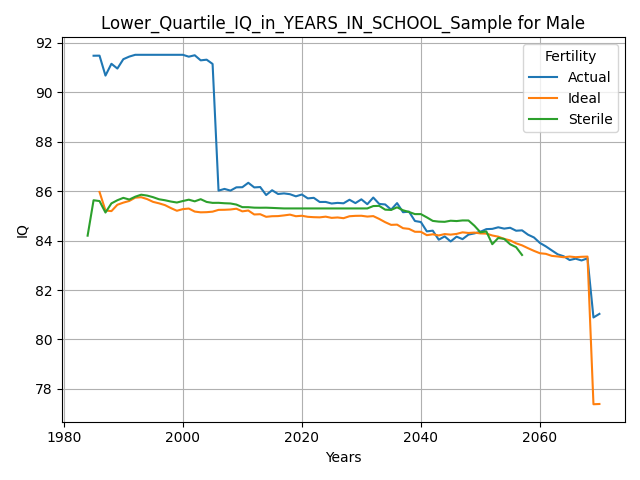 Lower_Quartile_IQ_in_YEARS_IN_SCHOOL_Sample for Male
Fertility
Actual
Ideal
Sterile
92
90
88
86
84
82
80
78
IQ
1980
2000
2020
2040
2060
Years